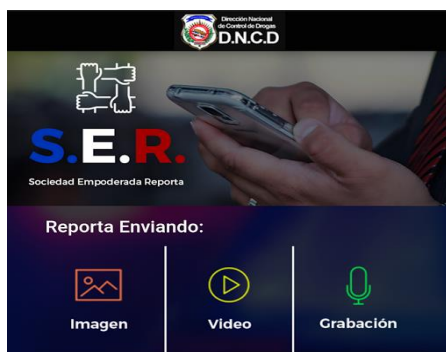 Dirección Nacional
de Control de Drogas
D.N.C.D
S.E.R.
Sociedad Empoderada Reporta
Reporta Enviando:
Imagen
Video
Grabación